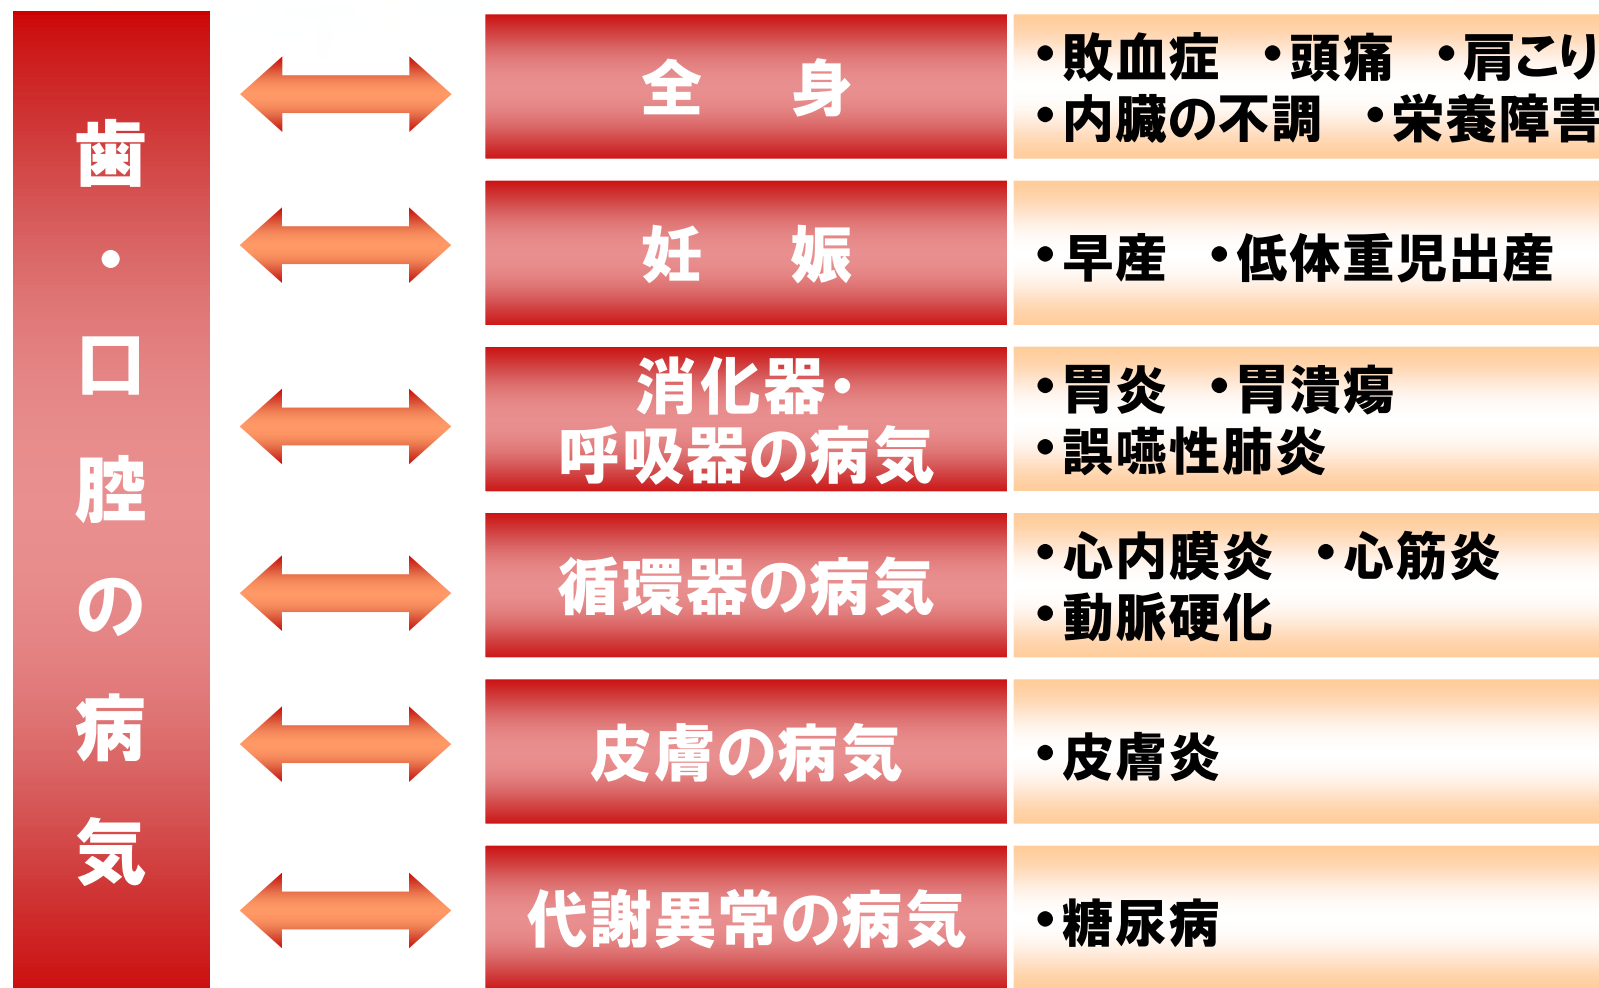 歯・口腔の病気
全身
・敗血症 ・頭痛 ・肩こり
・内臓の不調 ・栄養障害
妊娠
・早産 ・低体重児出産
消化器・
呼吸器の病気
・胃炎 ・胃潰瘍
・誤嚥性肺炎
循環器の病気
・心内膜炎 ・心筋炎
・動脈硬化
皮膚の病気
・皮膚炎
代謝異常の病気
・糖尿病